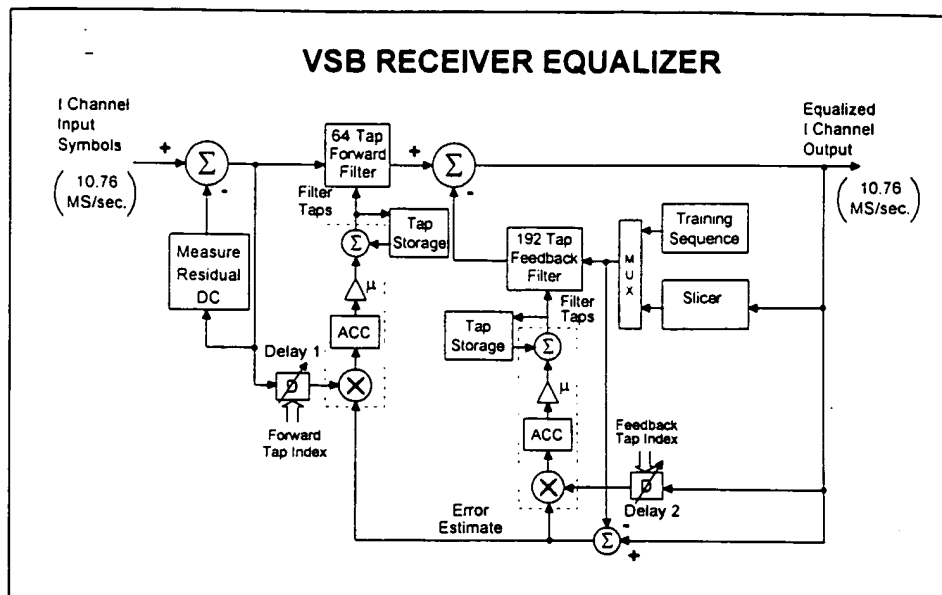 VSB RECEIVER EQUALIZER
I Channel
Input
Symbols
+
Σ
-
(10.76
MS/sec.)
64 Tap
Forward
Filter
+
Σ
-
Equalized
I Channel
Output
(10.76
MS/sec.)
Filter
Taps
Tap
Storage
Σ
μ
ACC
Measure
Residual
DC
Delay 1
D
X
Forward
Tap Index
192 Tap
Feedback
Filter
MUX
Training
Sequence
Slicer
Filter
Taps
Tap
Storage
Σ
μ
ACC
X
Feedback
Tap Index
D
Delay 2
Error
Estimate
Σ
-
+